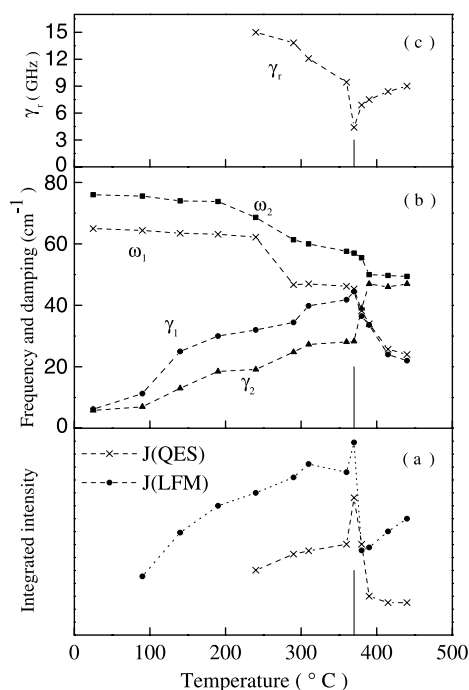 15
12
9
6
3
0
γr ( GHz )
γr
( c )
80
60
40
20
0
Frequency and damping (cm-1)
ω2
ω1
γ1
γ2
( b )
J(QES)
J(LFM)
( a )
Integrated intensity
0 100 200 300 400 500
Temperature ( ° C )